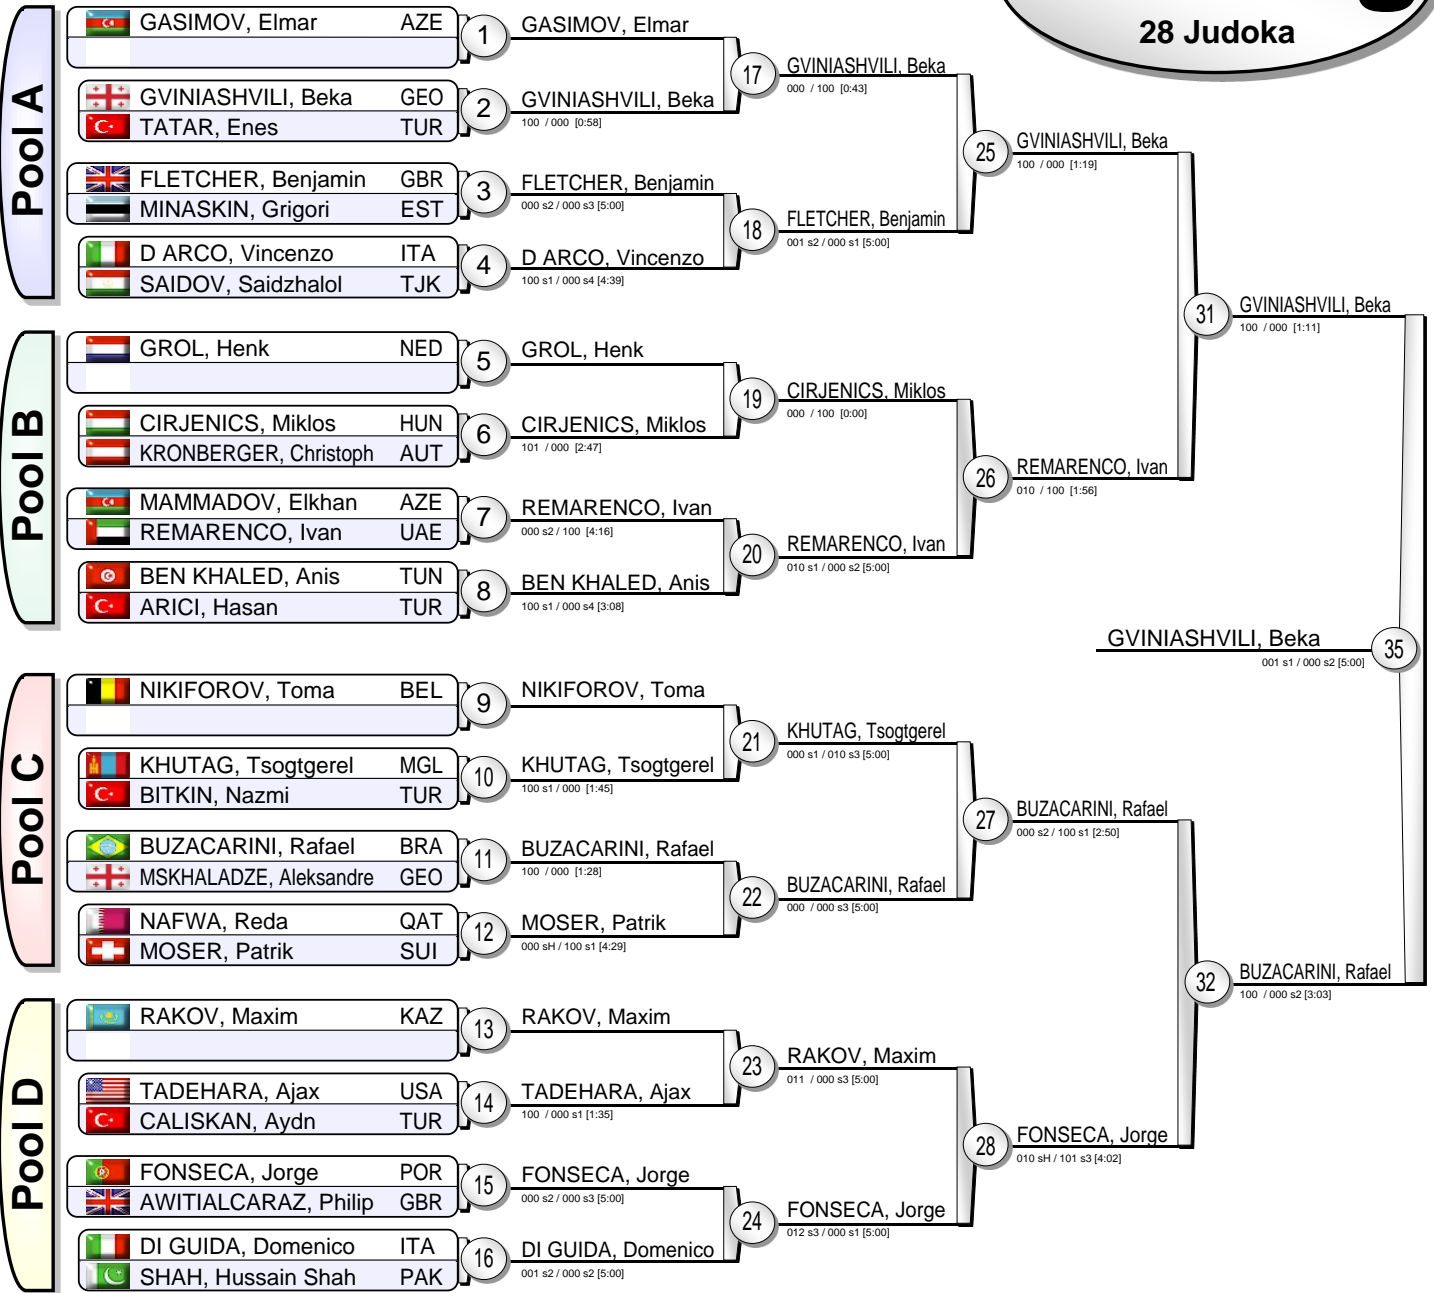 28 Judoka
Pool A
GASIMOV, Elmar AZE
1
GVINIASHVILI, Beka GEO
TATAR, Enes TUR
2
FLETCHER, Benjamin GBR
MINASKIN, Grigori EST
3
D ARCO, Vincenzo ITA
SAIDOV, Saidzhalol TJK
4
Pool B
GROL, Henk NED
5
CIRJENICS, Miklos HUN
KRONBERGER, Christoph AUT
6
MAMMADOV, Elkhan AZE
REMARENCO, Ivan UAE
7
BEN KHALED, Anis TUN
ARICI, Hasan TUR
8
Pool C
NIKIFOROV, Toma BEL
9
KHUTAG, Tsogtgerel MGL
BITKIN, Nazmi TUR
10
BUZACARINI, Rafael BRA
MSKHALADZE, Aleksandre GEO
11
NAFWA, Reda QAT
MOSER, Patrik SUI
12
Pool D
RAKOV, Maxim KAZ
13
TADEHARA, Ajax USA
CALISKAN, Aydn TUR
14
FONSECA, Jorge POR
AWITIALCARAZ, Philip GBR
15
DI GUIDA, Domenico ITA
SHAH, Hussain Shah PAK
16
GASIMOV, Elmar
GVINIASHVILI, Beka
100 / 000 [0:58]
17
FLETCHER, Benjamin
000 s2 / 000 s3 [5:00]
D ARCO, Vincenzo
100 s1 / 000 s4 [4:39]
18
GROL, Henk
CIRJENICS, Miklos
101 / 000 [2:47]
19
REMARENCO, Ivan
000 s2 / 100 [4:16]
BEN KHALED, Anis
100 s1 / 000 s4 [3:08]
20
NIKIFOROV, Toma
KHUTAG, Tsogtgerel
100 s1 / 000 [1:45]
21
BUZACARINI, Rafael
100 / 000 [1:28]
MOSER, Patrik
000 sH / 100 s1 [4:29]
22
RAKOV, Maxim
TADEHARA, Ajax
100 / 000 s1 [1:35]
23
FONSECA, Jorge
000 s2 / 000 s3 [5:00]
DI GUIDA, Domenico
001 s2 / 000 s2 [5:00]
24
GVINIASHVILI, Beka
000 / 100 [0:43]
FLETCHER, Benjamin
001 s2 / 000 s1 [5:00]
25
CIRJENICS, Miklos
000 / 100 [0:00]
REMARENCO, Ivan
010 s1 / 000 s2 [5:00]
26
KHUTAG, Tsogtgerel
000 s1 / 010 s3 [5:00]
BUZACARINI, Rafael
000 / 000 s3 [5:00]
27
RAKOV, Maxim
011 / 000 s3 [5:00]
FONSECA, Jorge
012 s3 / 000 s1 [5:00]
28
GVINIASHVILI, Beka
100 / 000 [1:19]
REMARENCO, Ivan
010 / 100 [1:56]
31
BUZACARINI, Rafael
000 s2 / 100 s1 [2:50]
FONSECA, Jorge
010 sH / 101 s3 [4:02]
32
GVINIASHVILI, Beka
100 / 000 [1:11]
BUZACARINI, Rafael
100 / 000 s2 [3:03]
GVINIASHVILI, Beka
001 s1 / 000 s2 [5:00]
35